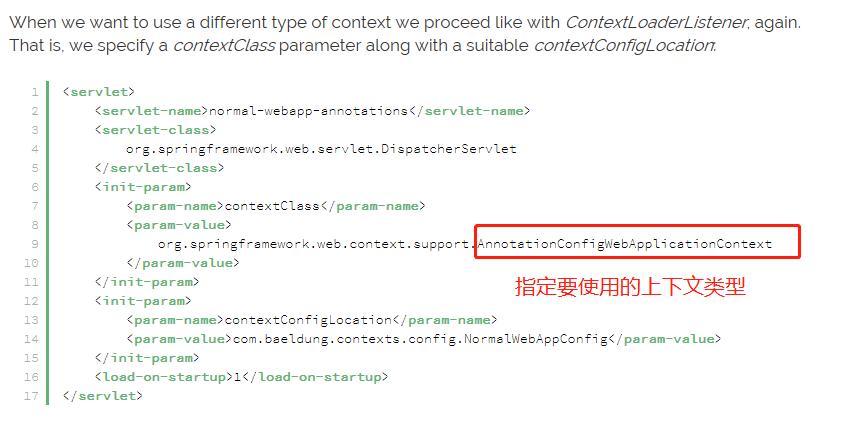 When we want to use a different type of context we proceed like with ContextLoaderListener, again.
That is, we specify a contextClass parameter along with a suitable contextConfigLocation:
1 <servlet>
2 <servlet-name>normal-webapp-annotations</servlet-name>
3 <servlet-class>
4 org.springframework.web.servlet.DispatcherServlet
5 </servlet-class>
6 <init-param>
7 <param-name>contextClass</param-name>
8 <param-value>
9 org.springframework.web.context.support.AnnotationConfigWebApplicationContext
10 </param-value>
11 </init-param>
指定要使用的上下文类型
12 <init-param>
13 <param-name>contextConfigLocation</param-name>
14 <param-value>com.baeldung.contexts.config.NormalWebAppConfig</param-value>
15 </init-param>
16 <load-on-startup>1</load-on-startup>
17 </servlet>